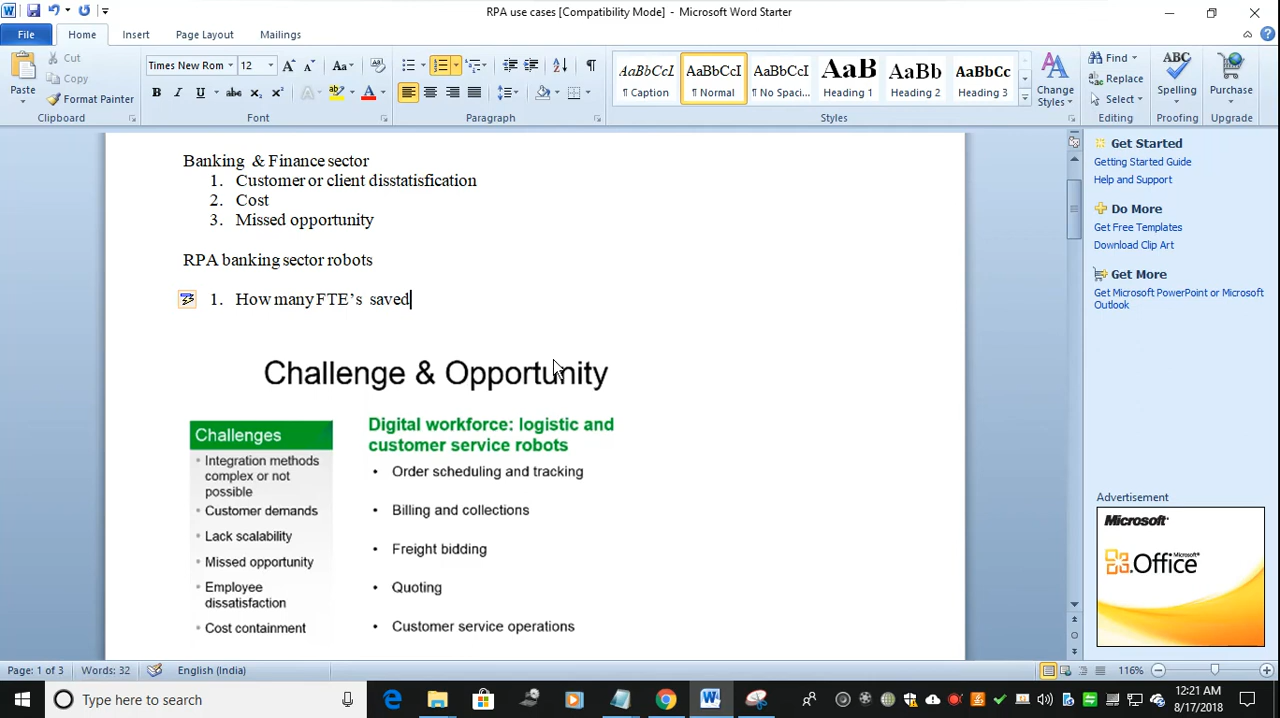 RPA use cases [Compatibility Mode] - Microsoft Word Starter
File Home Insert Page Layout Mailings
Paste
Cut
Copy
Format Painter
Clipboard
Times New Rom 12
Font
Paragraph
AaBbCcI AaBbCcI AaBbCcI AaB AaBbC AaBbCc
¶ Caption ¶ Normal ¶ No Spaci... Heading 1 Heading 2 Heading 3
Change
Styles
Styles
Find
Replace
Select
Editing
Spelling
Proofing
Purchase
Upgrade
Banking & Finance sector
1. Customer or client disstatisfication
2. Cost
3. Missed opportunity
RPA banking sector robots
1. How many FTE’s saved
Challenge & Opportunity
Challenges
• Integration methods
complex or not
possible
• Customer demands
• Lack scalability
• Missed opportunity
• Employee
dissatisfaction
• Cost containment
Digital workforce: logistic and
customer service robots
• Order scheduling and tracking
• Billing and collections
• Freight bidding
• Quoting
• Customer service operations
Get Started
Getting Started Guide
Help and Support
Do More
Get Free Templates
Download Clip Art
Get More
Get Microsoft PowerPoint or Microsoft
Outlook
Advertisement
Microsoft®
Office
Microsoft®
Page: 1 of 3 Words: 32 English (India) 116%
Type here to search
12:21 AM
8/17/2018